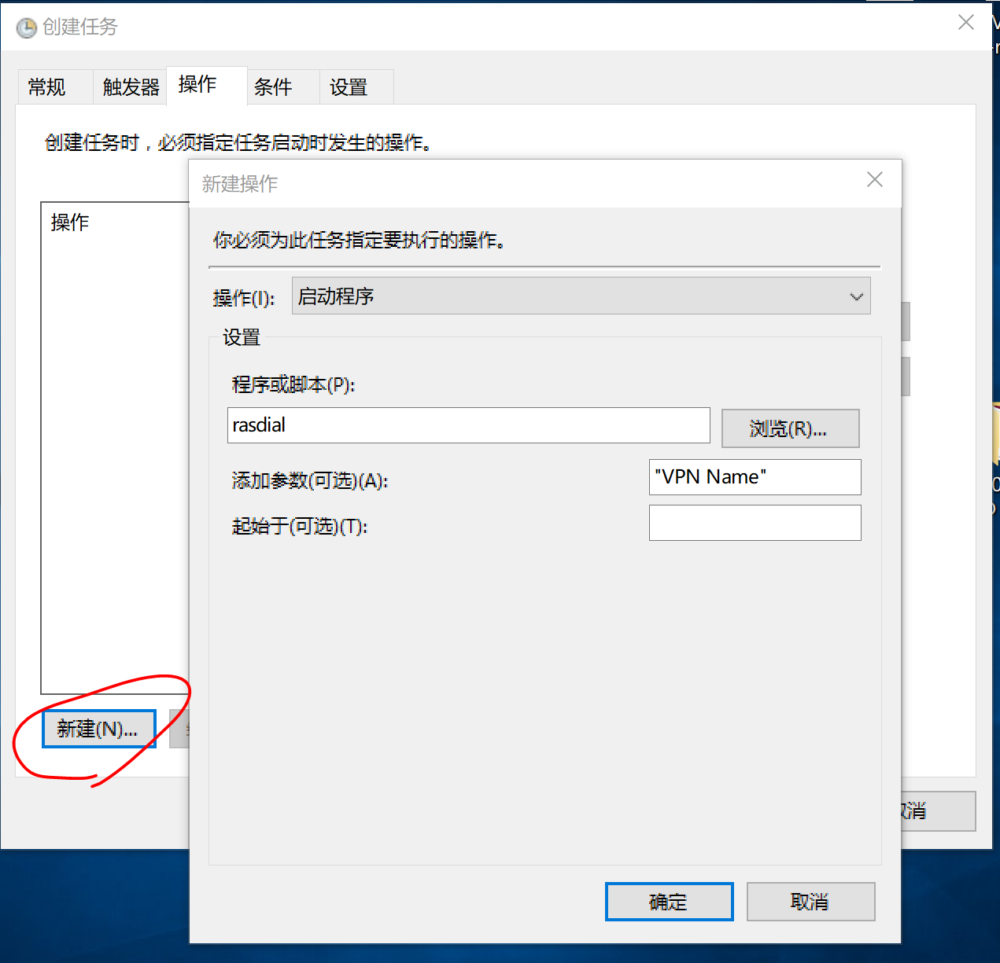 创建任务
常规 触发器 操作 条件 设置
创建任务时，必须指定任务启动时发生的操作。
操作
新建操作
你必须为此任务指定要执行的操作。
操作(I): 启动程序
设置
程序或脚本(P):
rasdial 浏览(R)...
添加参数(可选)(A): "VPN Name"
起始于(可选)(T):
新建(N)...
消
确定 取消